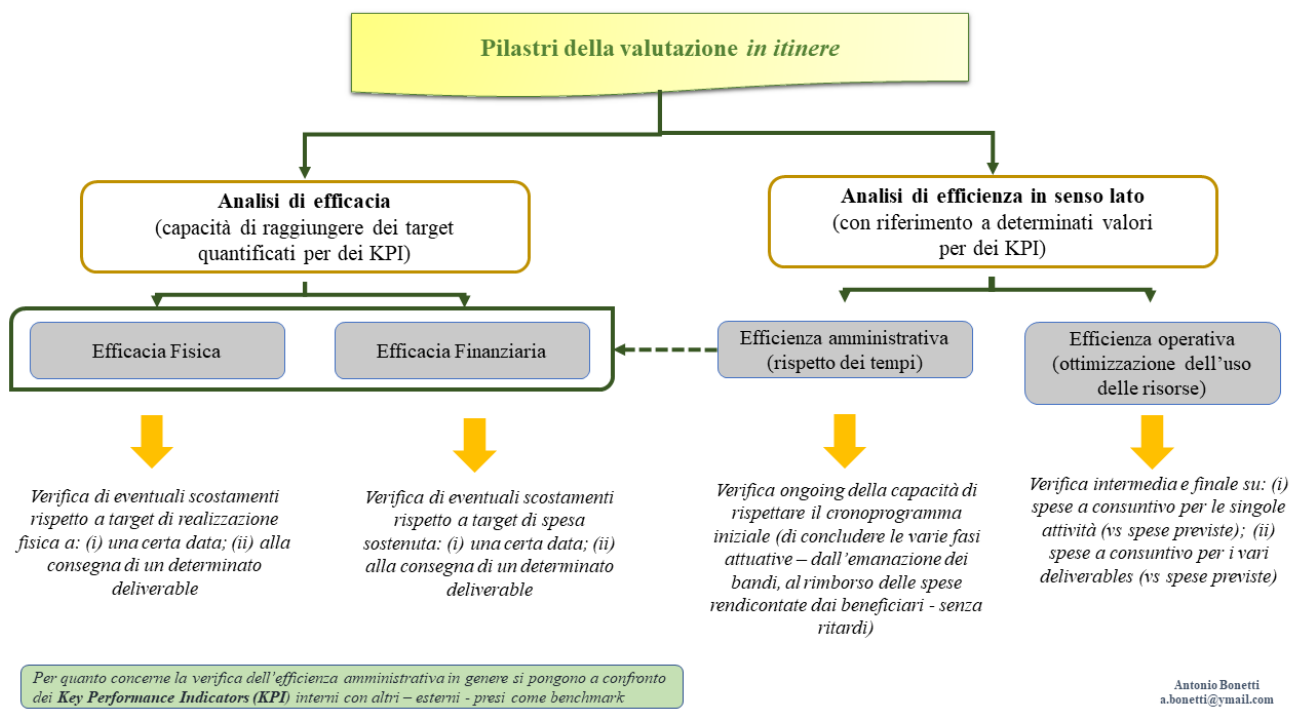 Pilastri della valutazione in itinere
Analisi di efficacia
(capacità di raggiungere dei target
quantificati per dei KPI)
Analisi di efficienza in senso lato
(con riferimento a determinati valori
per dei KPI)
Efficacia Fisica
Efficacia Finanziaria
Efficienza amministrativa
(rispetto dei tempi)
Efficienza operativa
(ottimizzazione dell’uso
delle risorse)
Verifica di eventuali scostamenti
rispetto a target di realizzazione
fisica a: (i) una certa data; (ii) alla
consegna di un determinato
deliverable
Verifica di eventuali scostamenti
rispetto a target di spesa
sostenuta: (i) una certa data; (ii)
alla consegna di un determinato
deliverable
Verifica ongoing della capacità di
rispettare il cronoprogramma
iniziale (di concludere le varie fasi
attuative – dall’emanazione dei
bandi, al rimborso delle spese
rendicontate dai beneficiari - senza
ritardi)
Verifica intermedia e finale su: (i)
spese a consuntivo per le singole
attività (vs spese previste); (ii)
spese a consuntivo per i vari
deliverables (vs spese previste)
Per quanto concerne la verifica dell’efficienza amministrativa in genere si pongono a confronto
dei Key Performance Indicators (KPI) interni con altri – esterni - presi come benchmark
Antonio Bonetti
a.bonetti@ymail.com